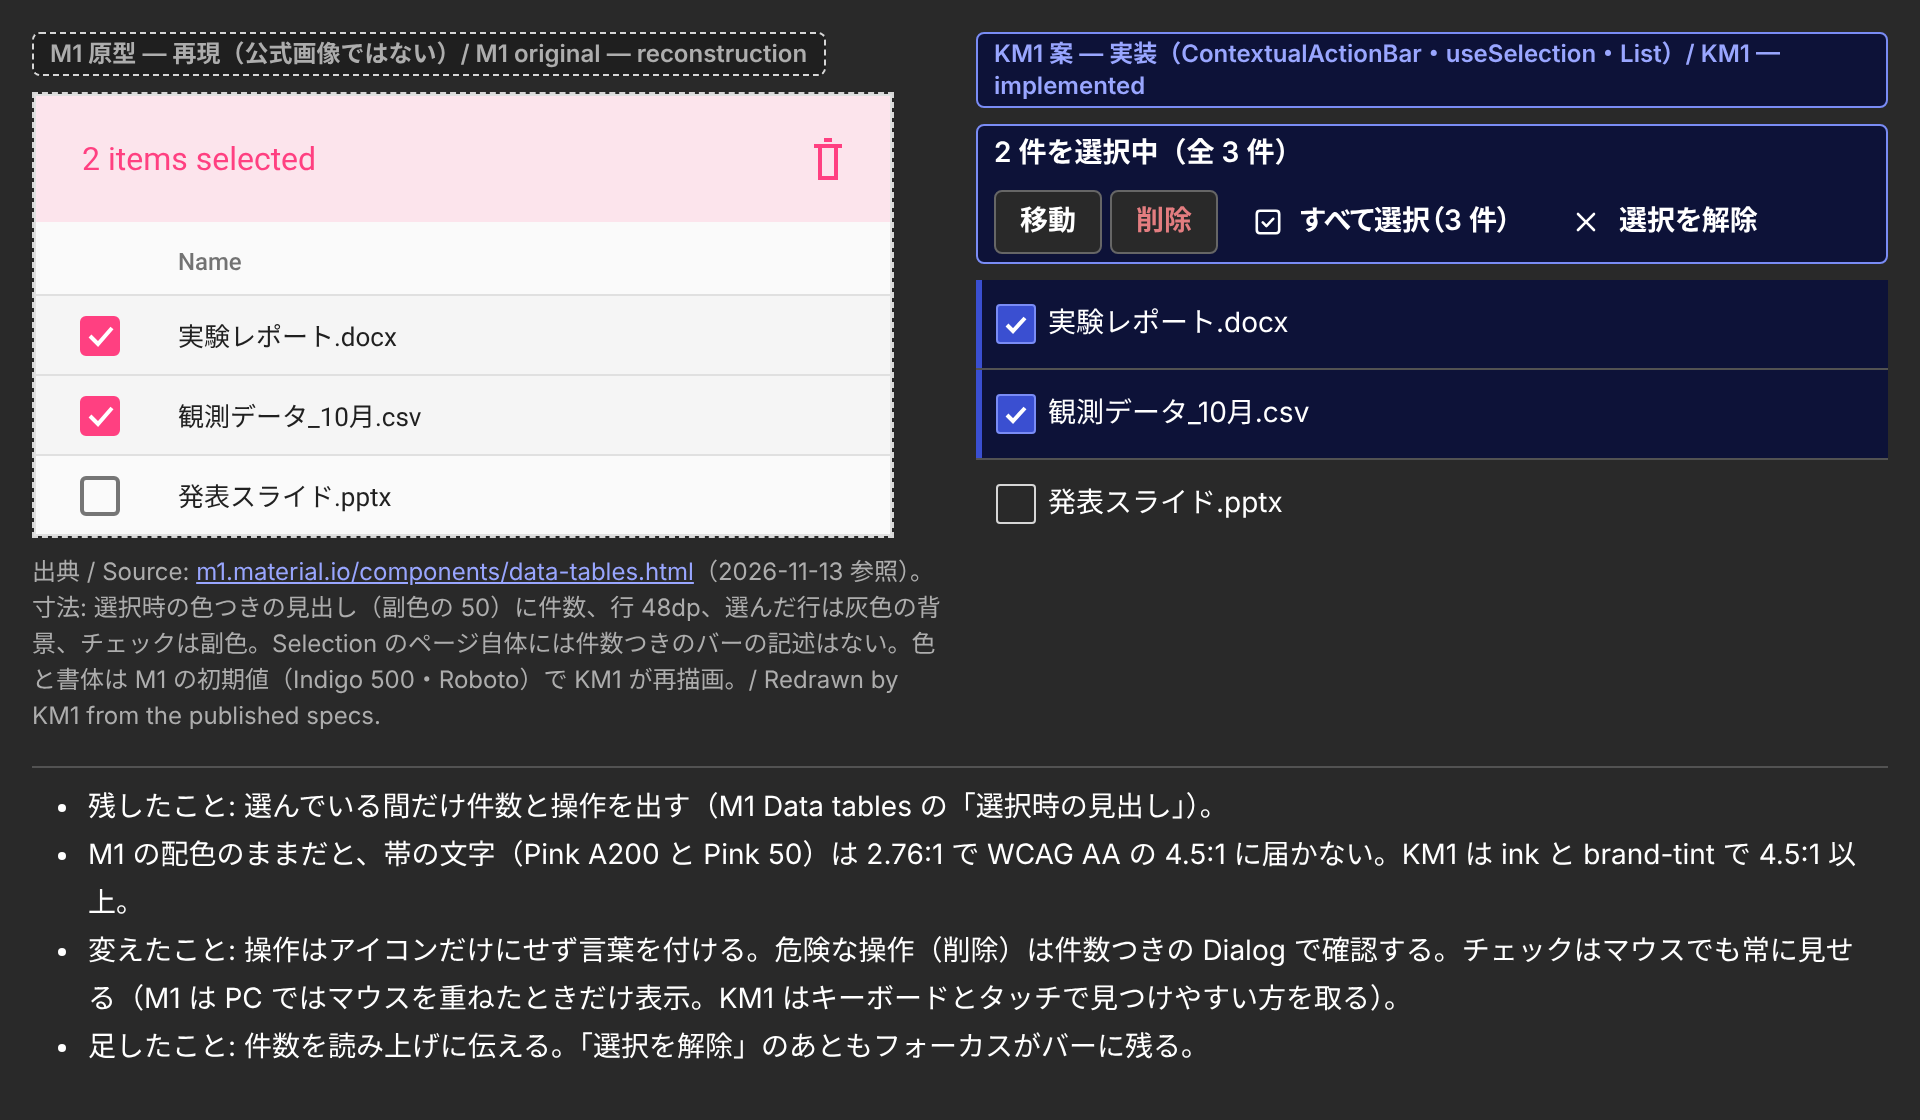 M1 原型 — 再現（公式画像ではない）/ M1 original — reconstruction
2 items selected
Name
実験レポート.docx
観測データ_10月.csv
発表スライド.pptx
出典 / Source: m1.material.io/components/data-tables.html（2026-11-13 参照）。
寸法: 選択時の色つきの見出し（副色の 50）に件数、行 48dp、選んだ行は灰色の背
景、チェックは副色。Selection のページ自体には件数つきのバーの記述はない。色
と書体は M1 の初期値（Indigo 500・Roboto）で KM1 が再描画。/ Redrawn by
KM1 from the published specs.
KM1 案 — 実装（ContextualActionBar・useSelection・List）/ KM1 —
implemented
2 件を選択中（全 3 件）
移動 削除 すべて選択（3 件） 選択を解除
実験レポート.docx
観測データ_10月.csv
発表スライド.pptx
• 残したこと: 選んでいる間だけ件数と操作を出す（M1 Data tables の「選択時の見出し」）。
• M1 の配色のままだと、帯の文字（Pink A200 と Pink 50）は 2.76:1 で WCAG AA の 4.5:1 に届かない。KM1 は ink と brand-tint で 4.5:1 以
上。
• 変えたこと: 操作はアイコンだけにせず言葉を付ける。危険な操作（削除）は件数つきの Dialog で確認する。チェックはマウスでも常に見せ
る（M1 は PC ではマウスを重ねたときだけ表示。KM1 はキーボードとタッチで見つけやすい方を取る）。
• 足したこと: 件数を読み上げに伝える。「選択を解除」のあともフォーカスがバーに残る。